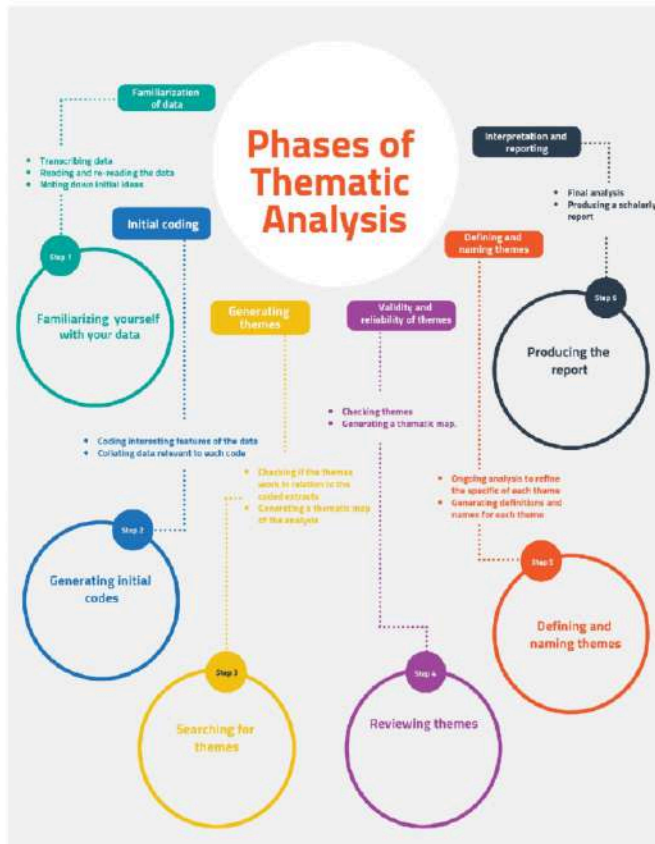 Phases of
Thematic
Analysis
Familiarization
of data
Transcribing data
Reading and re-reading the data
Noting down initial ideas
Step 1
Familiarizing yourself
with your data
Initial coding
Coding interesting features of the data
Collating data relevant to each code
Step 2
Generating initial
codes
Generating
themes
Checking if the themes
work in relation to the
coded extracts
Generating a thematic map
of the analysis
Step 3
Searching for
themes
Validity and
reliability of themes
Checking themes
Generating a thematic map.
Step 4
Reviewing themes
Defining and
naming themes
Ongoing analysis to refine
the specific of each theme
Generating definitions and
names for each theme
Step 5
Defining and
naming themes
Interpretation and
reporting
Final analysis
Producing a scholarly
report
Step 6
Producing the
report